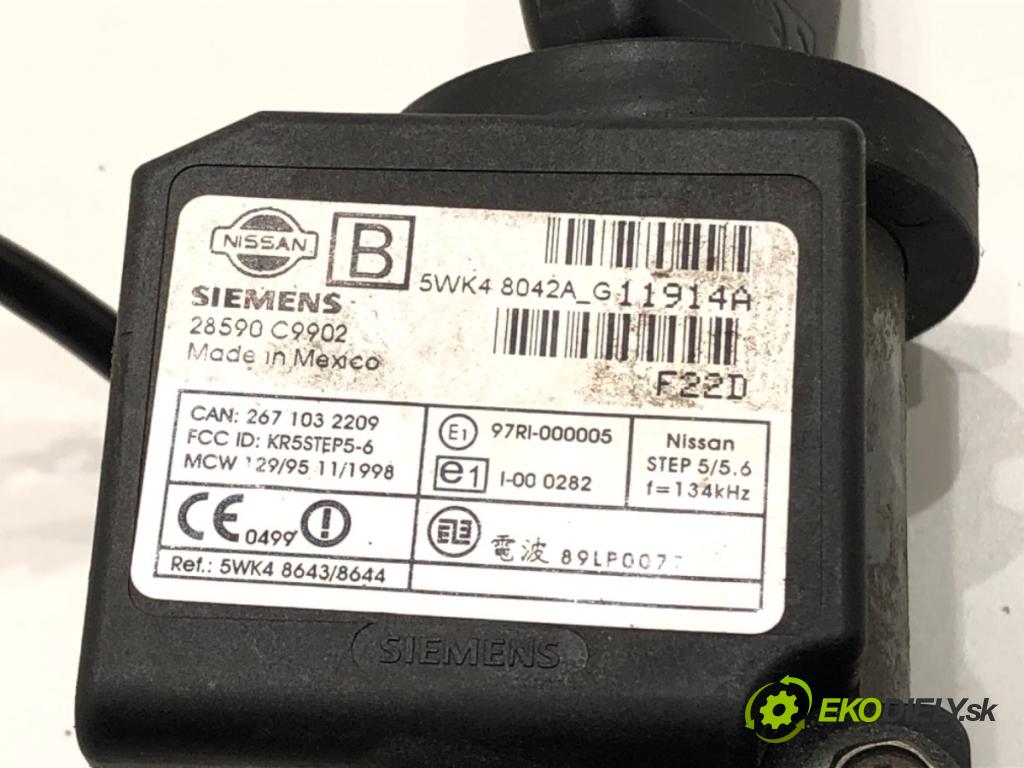 NISSAN
B
5WK4 8042A_G11914A
SIEMENS
28590 C9902
Made in Mexico
F22D
CAN: 267 103 2209
FCC ID: KR5STEP5-6
MCW 129/95 11/1998
E1 97RI-000005
e1 I-00 0282
Nissan
STEP 5/5.6
f=134kHz
CE 0499
電波 89LP0077
Ref.: 5WK4 8643/8644
SIEMENS
EKODIELY.sk